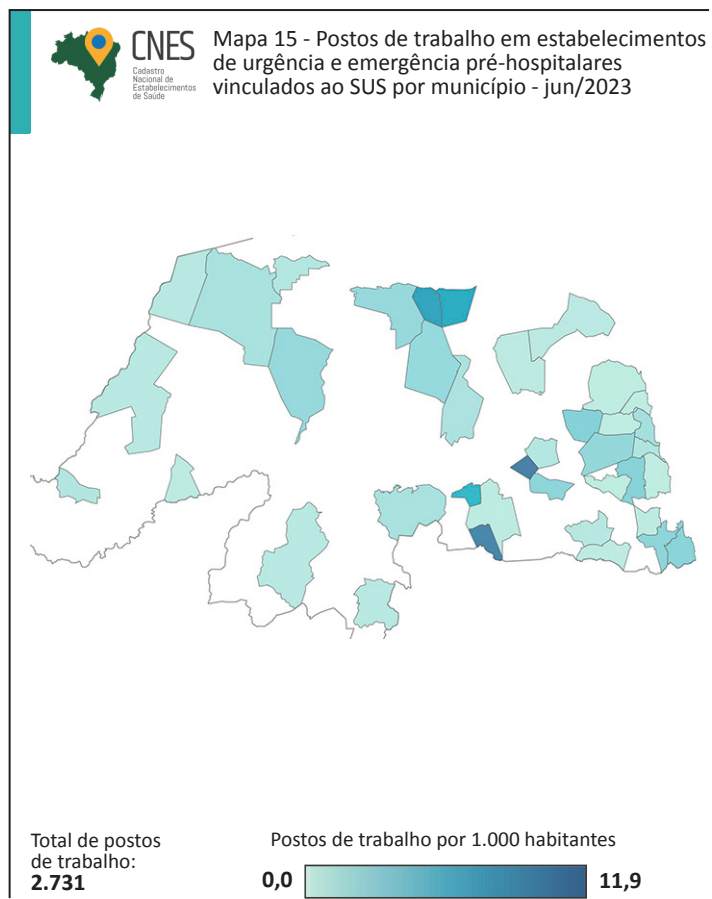 CNES
Cadastro
Nacional de
Estabelecimentos
de Saúde
Mapa 15 - Postos de trabalho em estabelecimentos
de urgência e emergência pré-hospitalares
vinculados ao SUS por município - jun/2023
Total de postos
de trabalho:
2.731
Postos de trabalho por 1.000 habitantes
0,0
11,9